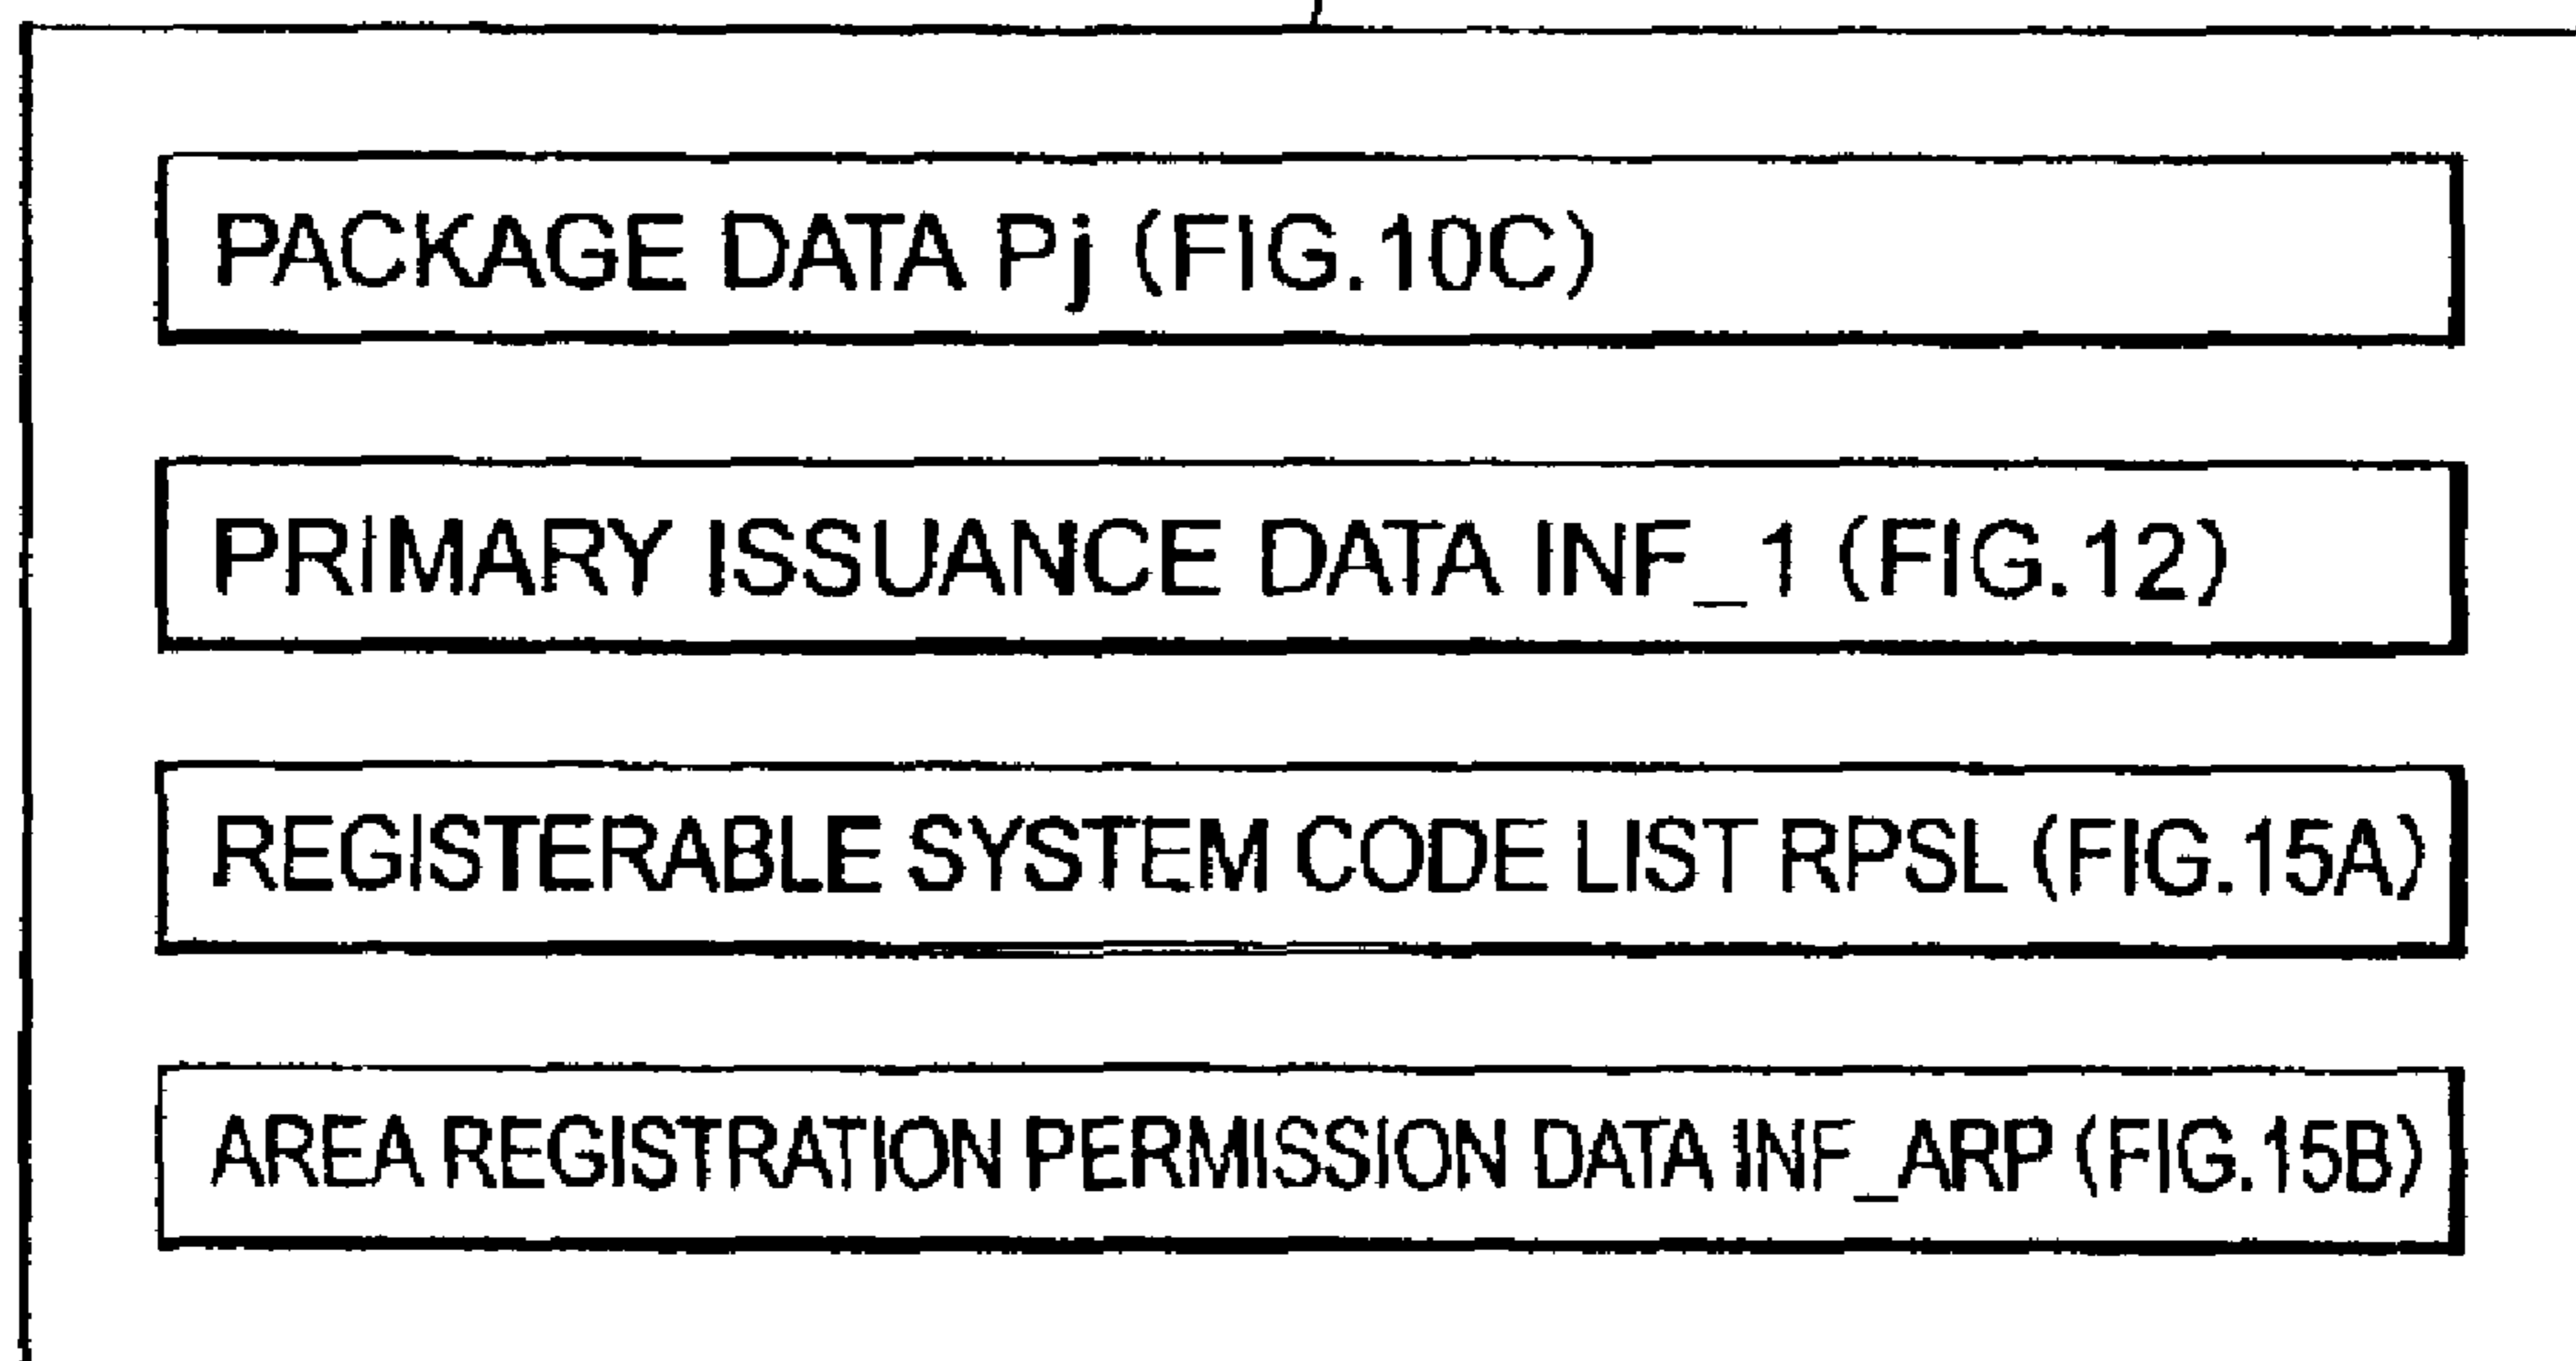 PACKAGE DATA Pj (FIG.10C)
PRIMARY ISSUANCE DATA INF_1 (FIG.12)
REGISTERABLE SYSTEM CODE LIST RPSL (FIG.15A)
AREA REGISTRATION PERMISSION DATA INF_ARP (FIG.15B)